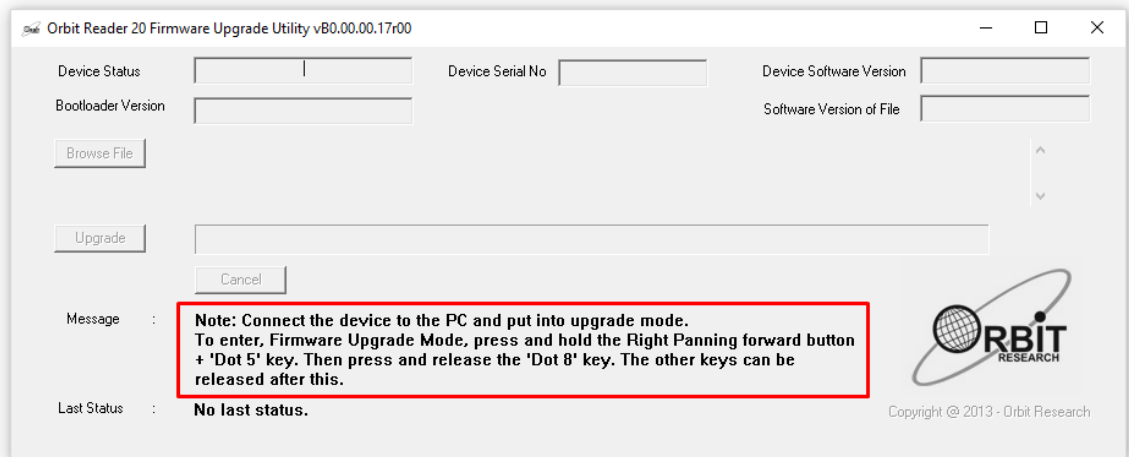 Orbit Reader 20 Firmware Upgrade Utility vB0.00.00.17r00
Device Status
Device Serial No
Device Software Version
Bootloader Version
Software Version of File
Browse File
Upgrade
Cancel
Message :
Note: Connect the device to the PC and put into upgrade mode.
To enter, Firmware Upgrade Mode, press and hold the Right Panning forward button
+ 'Dot 5' key. Then press and release the 'Dot 8' key. The other keys can be
released after this.
ORBIT
RESEARCH
Last Status :
No last status.
Copyright @ 2013 - Orbit Research